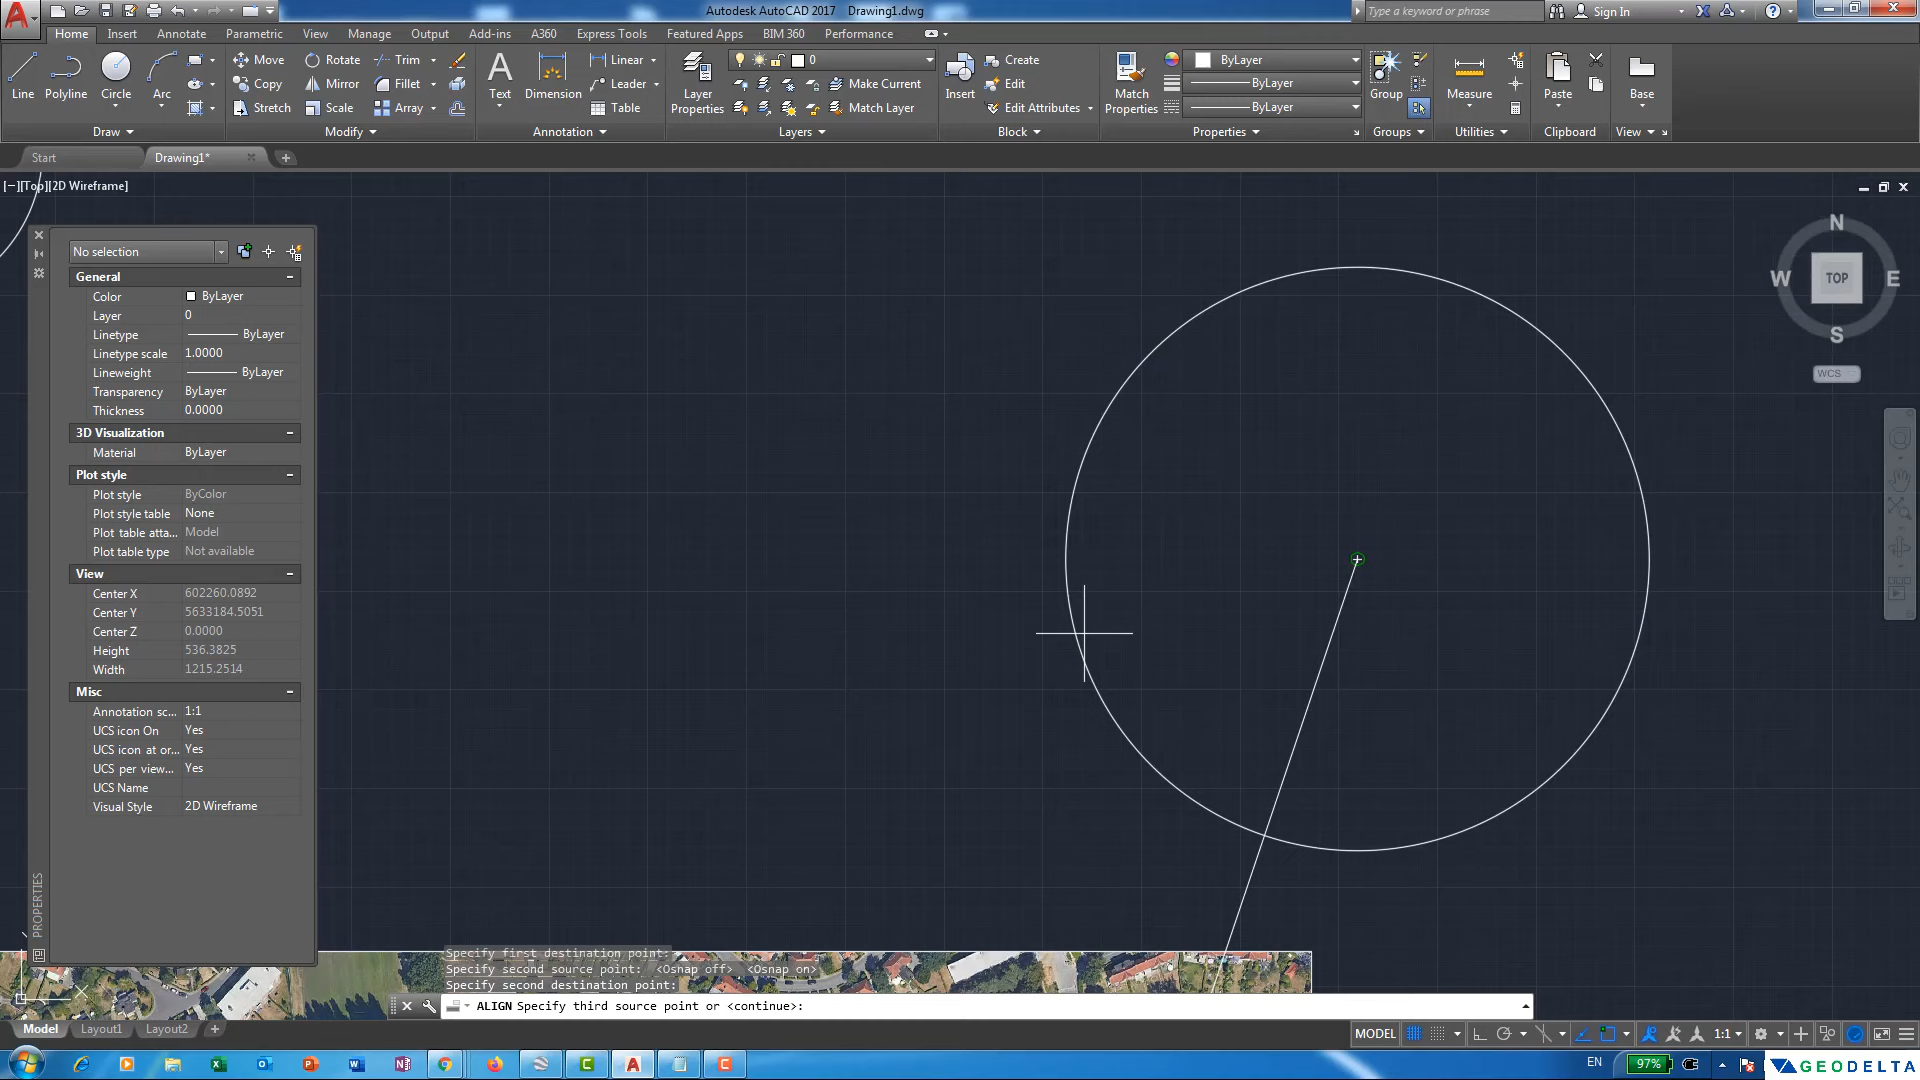 Autodesk AutoCAD 2017 Drawing1.dwg
Type a keyword or phrase
Sign In
Home Insert Annotate Parametric View Manage Output Add-ins A360 Express Tools Featured Apps BIM 360 Performance
Line Polyline Circle Arc
Draw
Move Rotate Trim
Copy Mirror Fillet
Stretch Scale Array
Modify
Text Dimension
Linear
Leader
Table
Annotation
Layer Properties
0
Make Current
Match Layer
Layers
Insert
Create
Edit
Edit Attributes
Block
Match Properties
ByLayer
ByLayer
ByLayer
Properties
Group
Groups
Measure
Utilities
Paste
Clipboard
Base
View
Start
Drawing1*
[−][Top][2D Wireframe]
No selection
General
Color ByLayer
Layer 0
Linetype ByLayer
Linetype scale 1.0000
Lineweight ByLayer
Transparency ByLayer
Thickness 0.0000
3D Visualization
Material ByLayer
Plot style
Plot style ByColor
Plot style table None
Plot table atta... Model
Plot table type Not available
View
Center X 602260.0892
Center Y 5633184.5051
Center Z 0.0000
Height 536.3825
Width 1215.2514
Misc
Annotation sc... 1:1
UCS icon On Yes
UCS icon at or... Yes
UCS per view... Yes
UCS Name
Visual Style 2D Wireframe
PROPERTIES
N
W TOP E
S
WCS
Specify first destination point:
Specify second source point: <Osnap off> <Osnap on>
Specify second destination point:
ALIGN Specify third source point or <continue>:
Model Layout1 Layout2
MODEL
1:1
EN
97%
GEODELTA